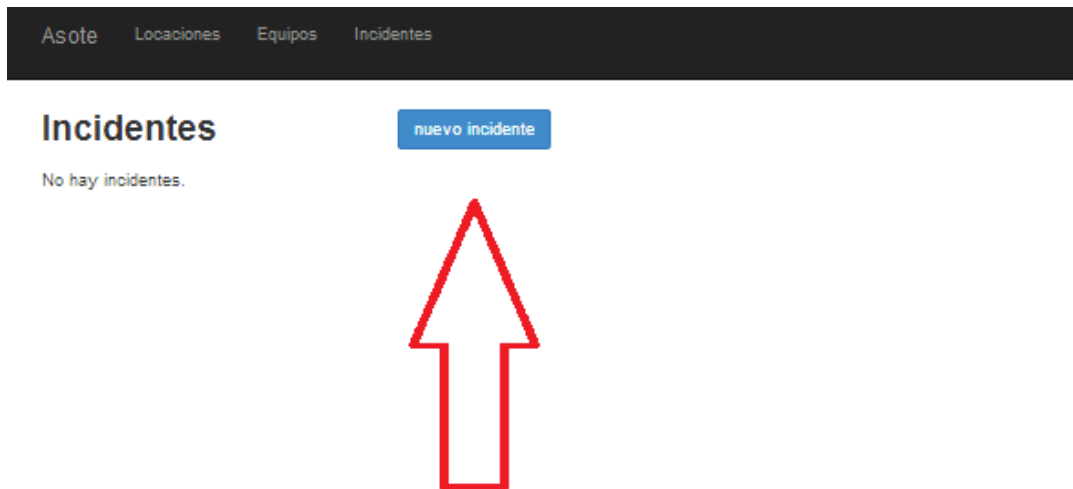 Asote Locaciones Equipos Incidentes
Incidentes nuevo incidente
No hay incidentes.